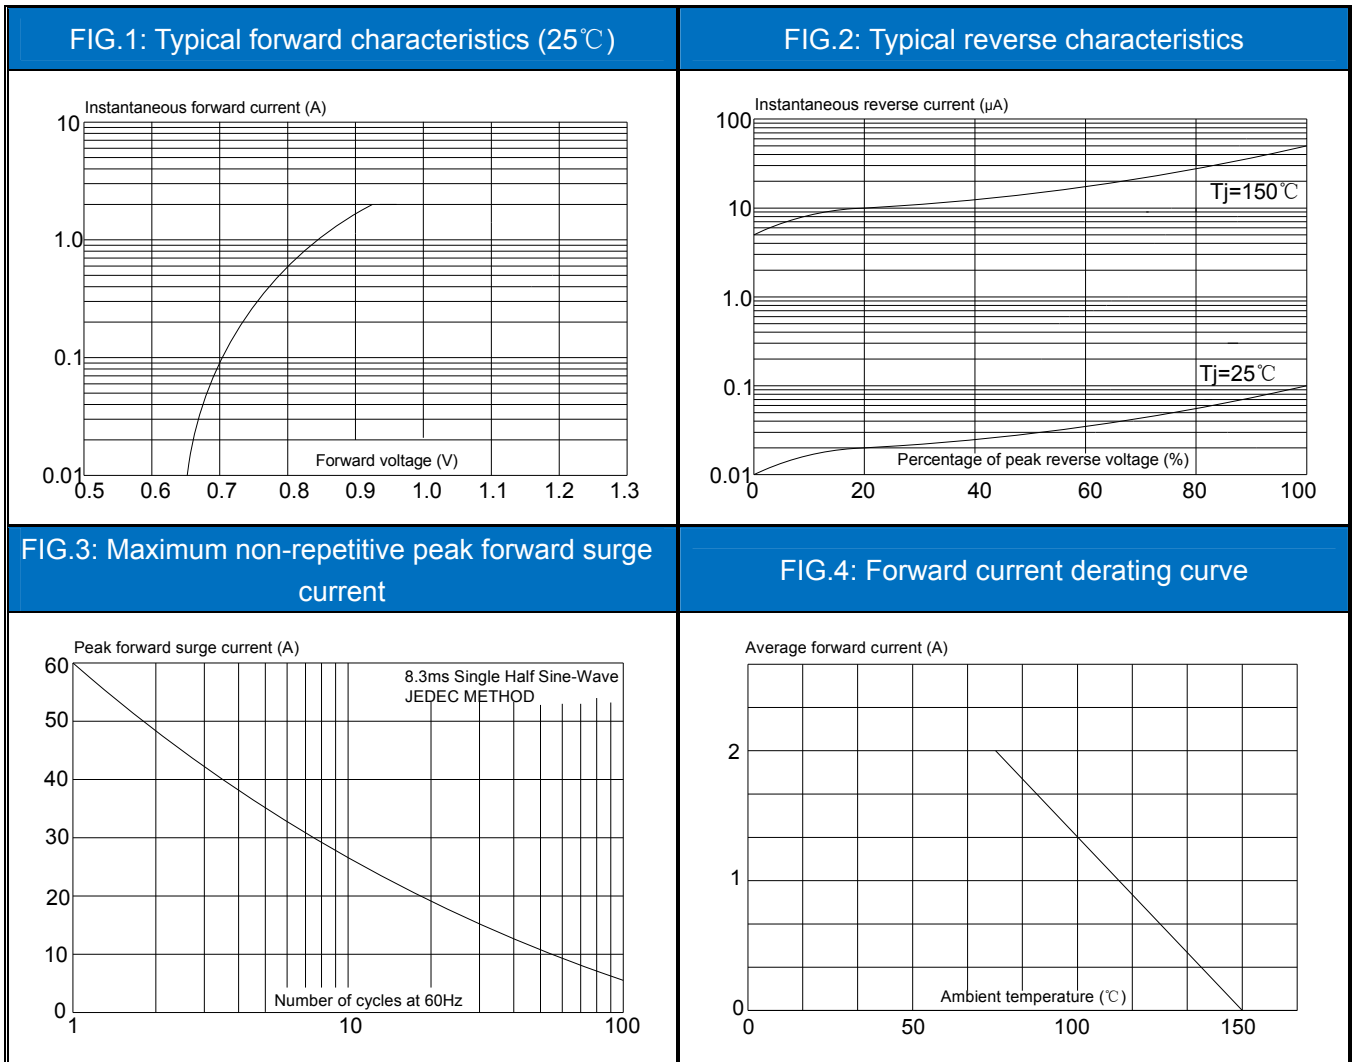 FIG.1: Typical forward characteristics (25℃)
Instantaneous forward current (A)
10
1.0
0.1
0.01
Forward voltage (V)
0.5 0.6 0.7 0.8 0.9 1.0 1.1 1.2 1.3
FIG.2: Typical reverse characteristics
Instantaneous reverse current (μA)
100
Tj=150℃
10
1.0
Tj=25℃
0.1
Percentage of peak reverse voltage (%)
0.01
0 20 40 60 80 100
FIG.3: Maximum non-repetitive peak forward surge
current
Peak forward surge current (A)
60
8.3ms Single Half Sine-Wave
JEDEC METHOD
50
40
30
20
10
Number of cycles at 60Hz
0
1 10 100
FIG.4: Forward current derating curve
Average forward current (A)
2
1
Ambient temperature (℃)
0
0 50 100 150